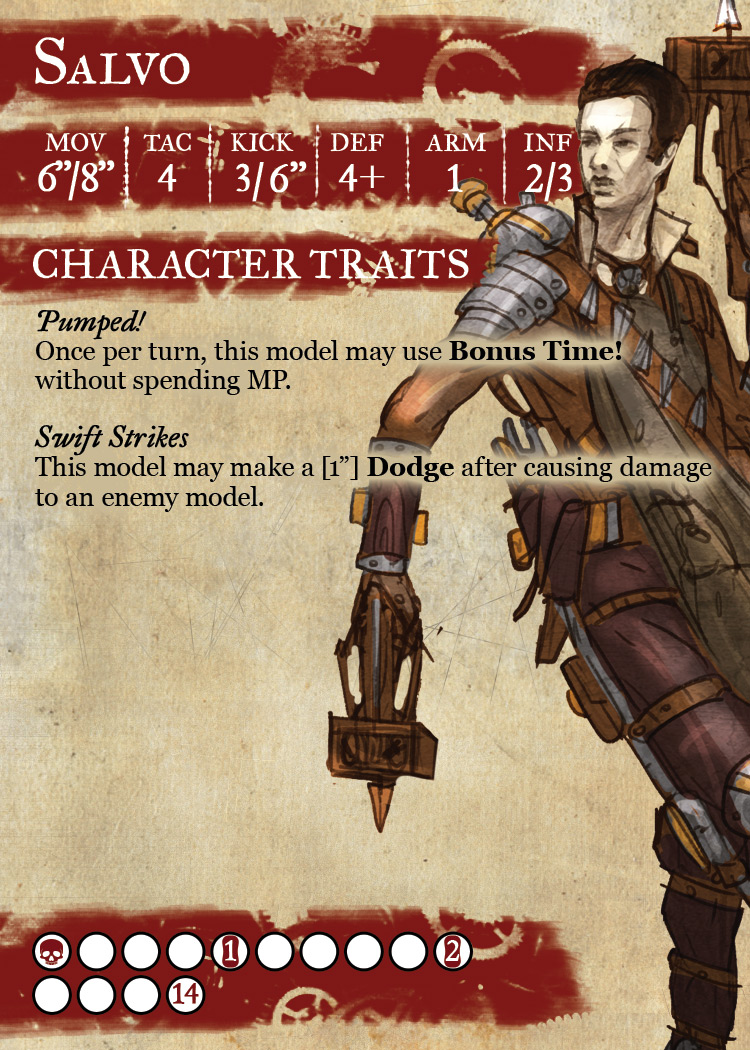 Salvo
MOV TAC KICK DEF ARM INF
6”/8” 4 3/6” 4+ 1 2/3
CHARACTER TRAITS
Pumped!
Once per turn, this model may use Bonus Time!
without spending MP.
Swift Strikes
This model may make a [1”] Dodge after causing damage
to an enemy model.
1 2
14